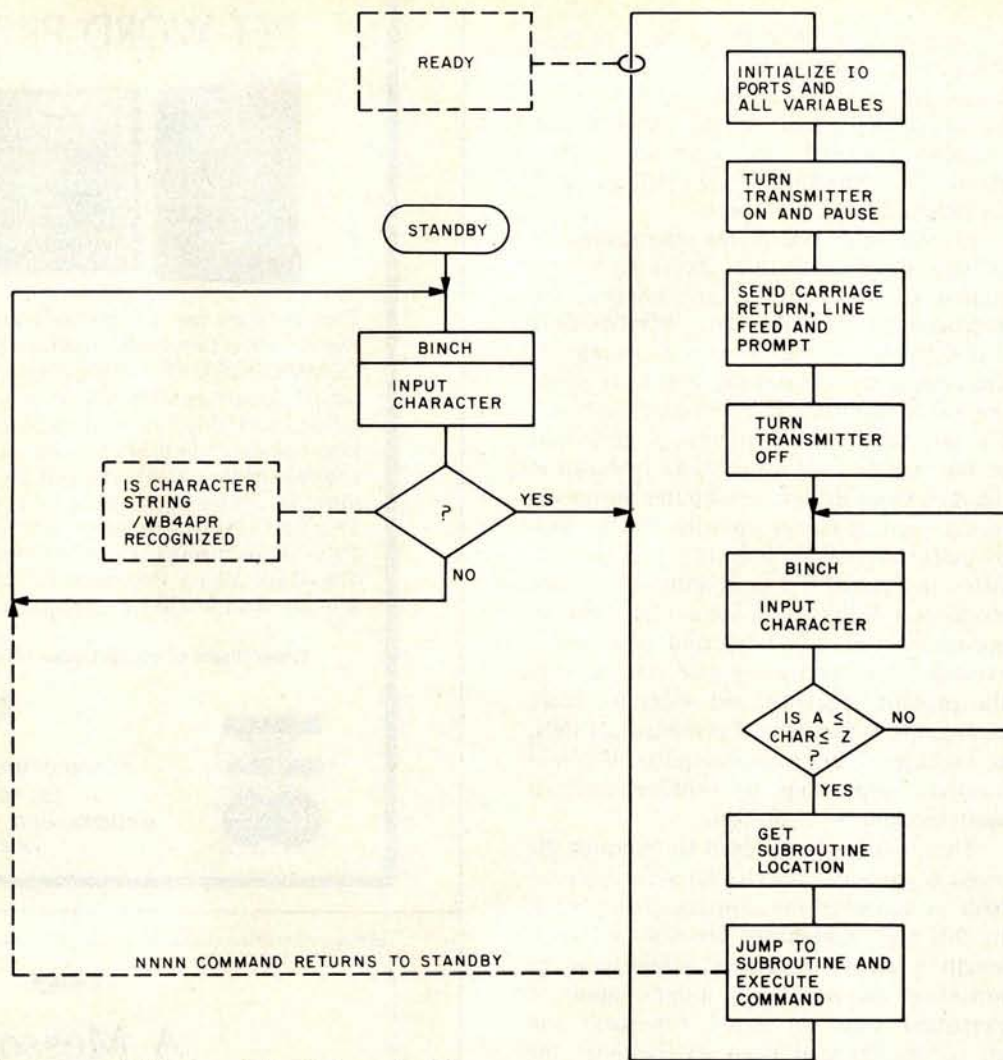 READY
STANDBY
BINCH
INPUT
CHARACTER
IS CHARACTER
STRING
/WB4APR
RECOGNIZED
?
YES
NO
INITIALIZE IO
PORTS AND
ALL VARIABLES
TURN
TRANSMITTER
ON AND PAUSE
SEND CARRIAGE
RETURN, LINE
FEED AND
PROMPT
TURN
TRANSMITTER
OFF
BINCH
INPUT
CHARACTER
IS A ≤
CHAR ≤ Z
?
NO
YES
GET
SUBROUTINE
LOCATION
JUMP TO
SUBROUTINE AND
EXECUTE
COMMAND
NNNN COMMAND RETURNS TO STANDBY